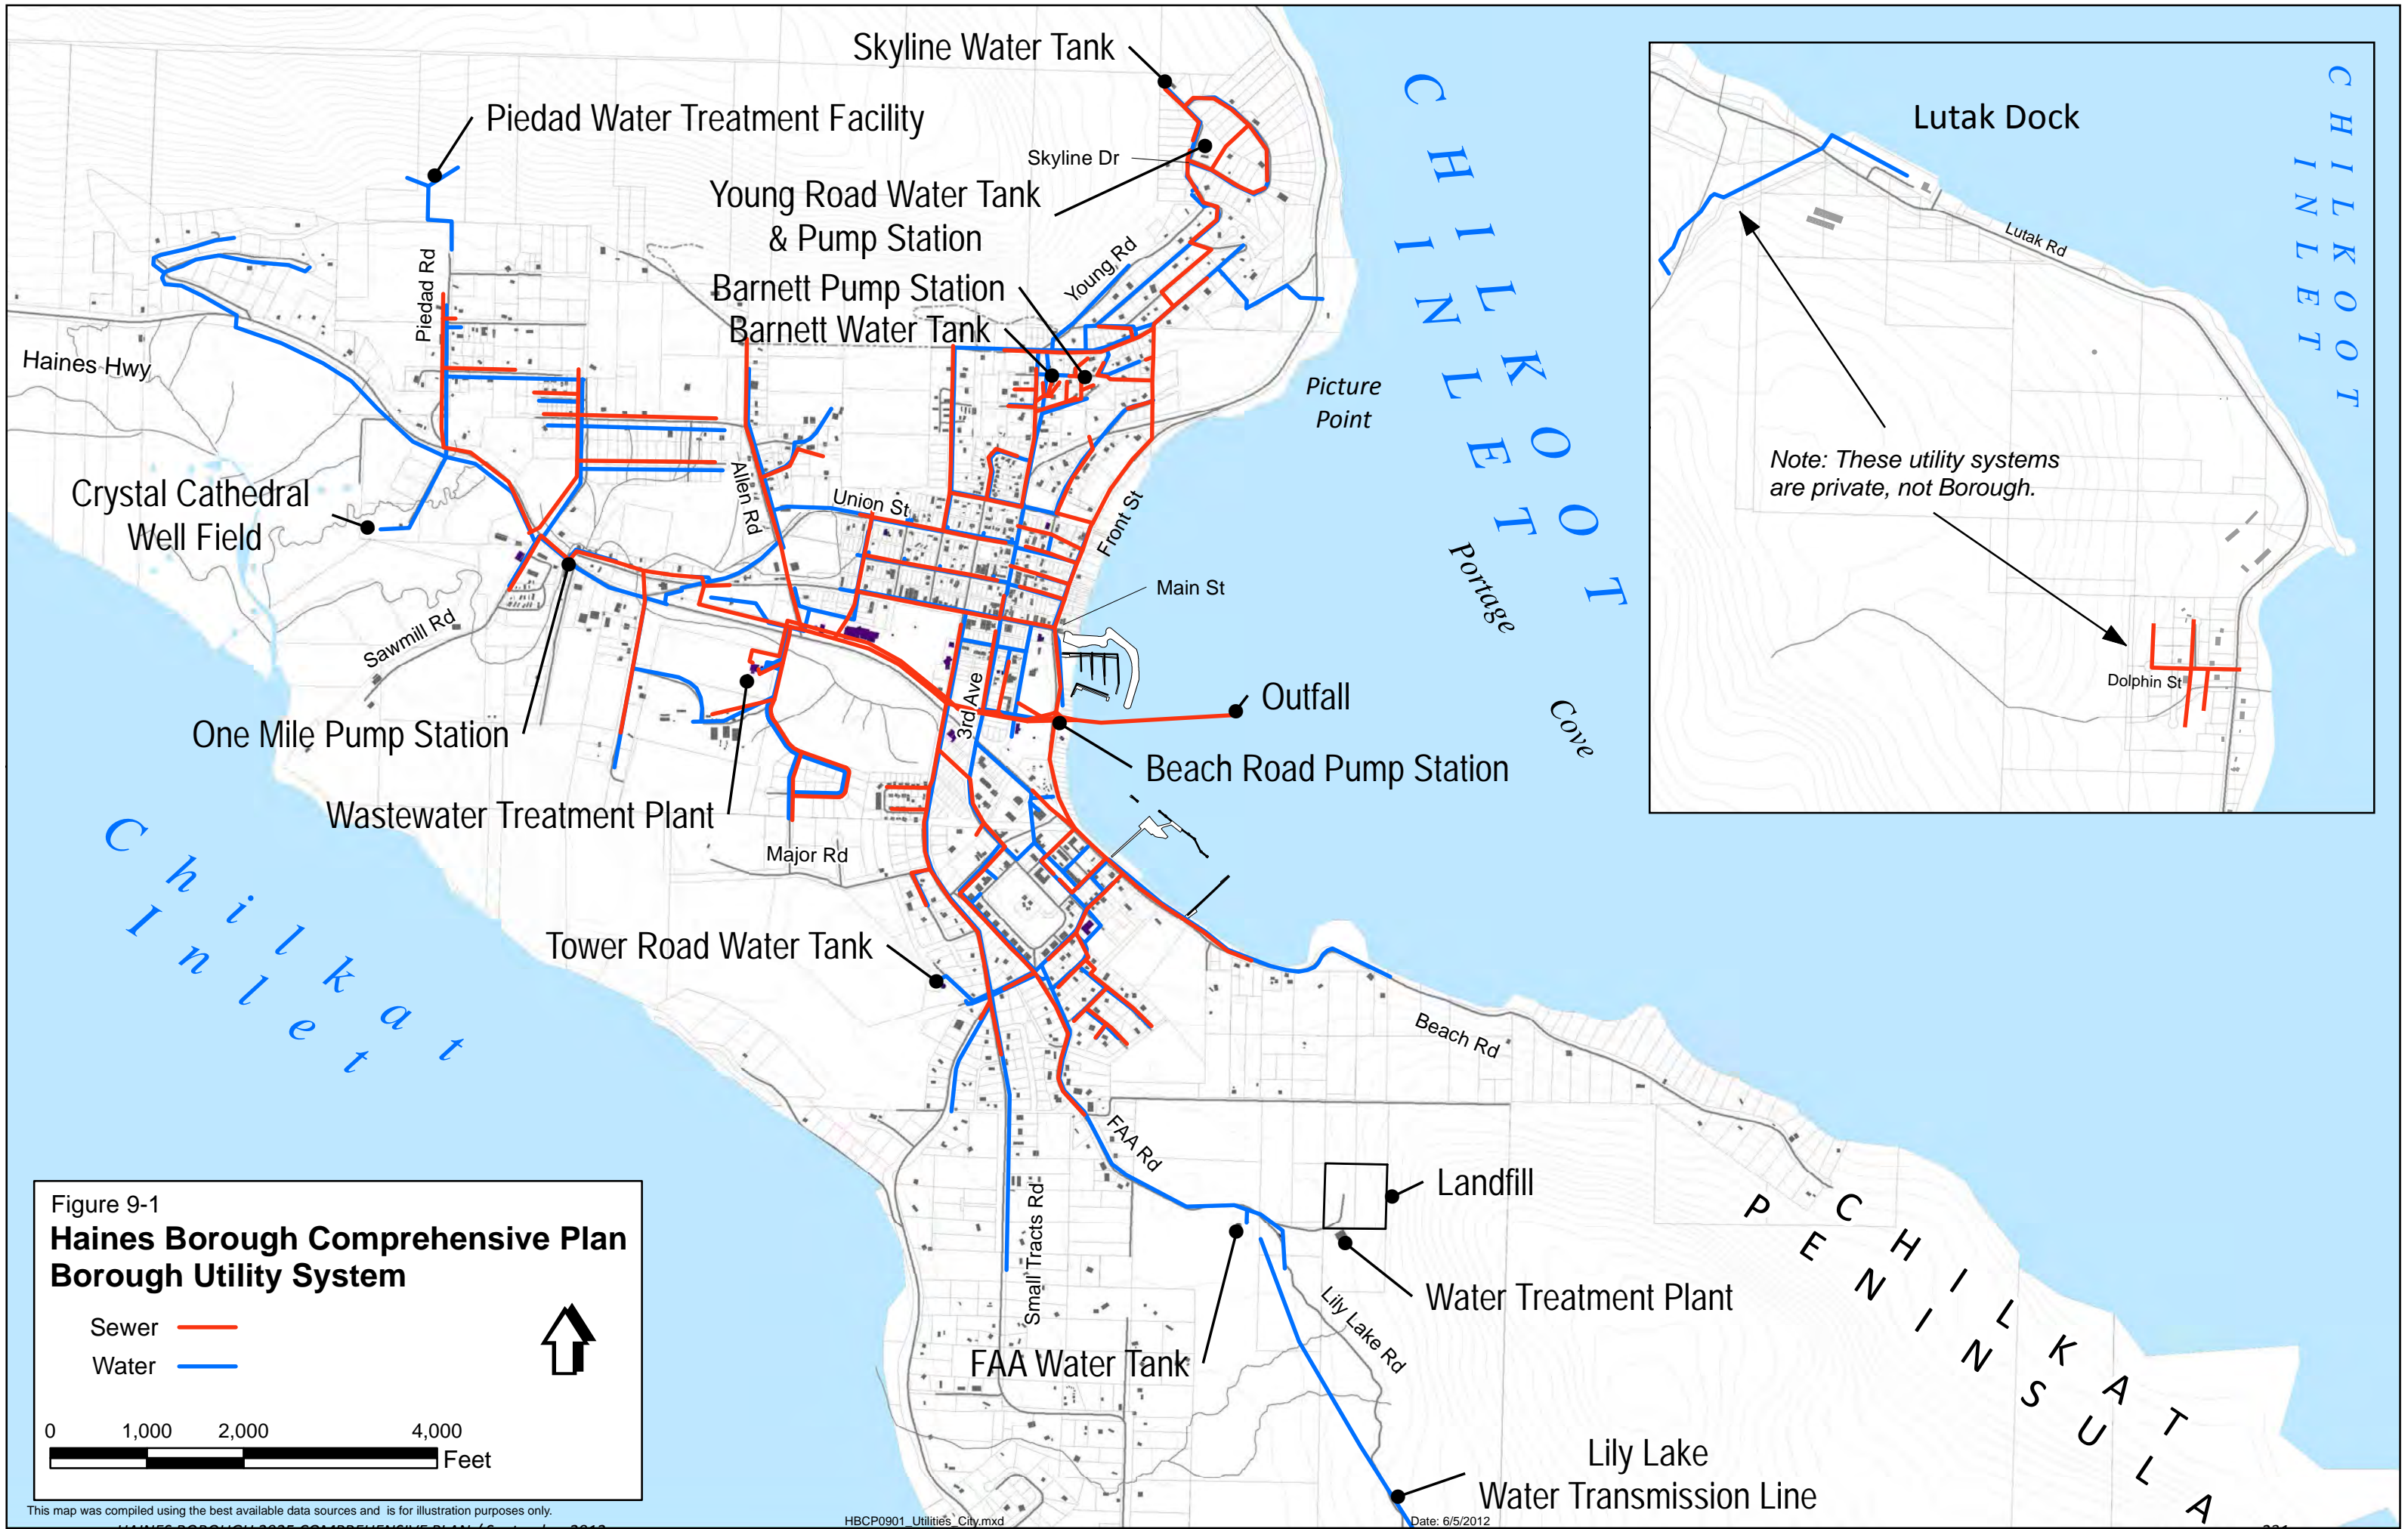 Skyline Water Tank
Piedad Water Treatment Facility
Skyline Dr
Young Road Water Tank
& Pump Station
Young Rd
Barnett Pump Station
Barnett Water Tank
Piedad Rd
Haines Hwy
Picture
Point
CHILKOOT
INLET
Crystal Cathedral
Well Field
Allen Rd
Union St
Front St
Portage
Cove
Main St
Sawmill Rd
One Mile Pump Station
3rd Ave
Outfall
Beach Road Pump Station
Wastewater Treatment Plant
Major Rd
Chilkat
Inlet
Tower Road Water Tank
Beach Rd
FAA Rd
Landfill
Small Tracts Rd
Water Treatment Plant
Lily Lake Rd
FAA Water Tank
Lily Lake
Water Transmission Line
CHILKAT
PENINSULA
Lutak Dock
CHILKOOT
INLET
Lutak Rd
Note: These utility systems
are private, not Borough.
Dolphin St
Figure 9-1
Haines Borough Comprehensive Plan
Borough Utility System
Sewer
Water
0 1,000 2,000 4,000
Feet
This map was compiled using the best available data sources and is for illustration purposes only.
HAINES BOROUGH 2025 COMPREHENSIVE PLAN / September 2012
HBCP0901_Utilities_City.mxd
Date: 6/5/2012